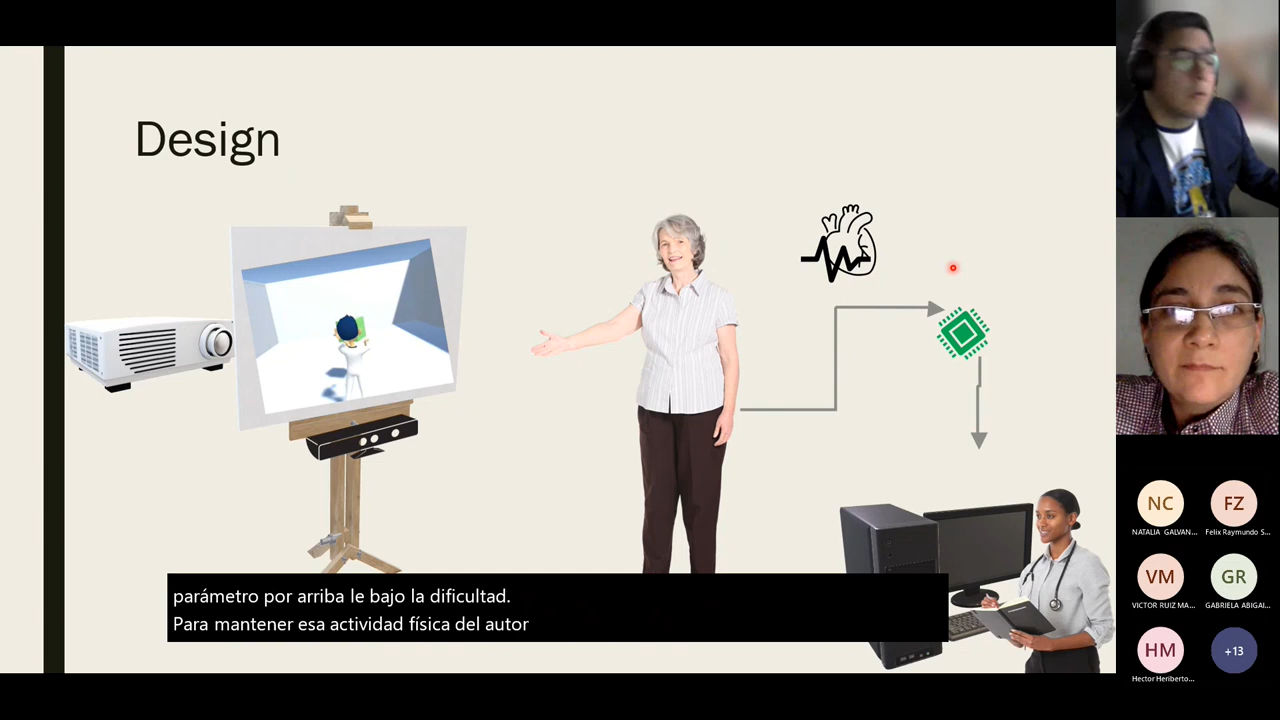 Design
parámetro por arriba le bajo la dificultad.
Para mantener esa actividad física del autor
NC
FZ
NATALIA GALVAN...
Felix Raymundo S...
VM
GR
VICTOR RUIZ MA...
GABRIELA ABIGAI...
HM
+13
Hector Heriberto...